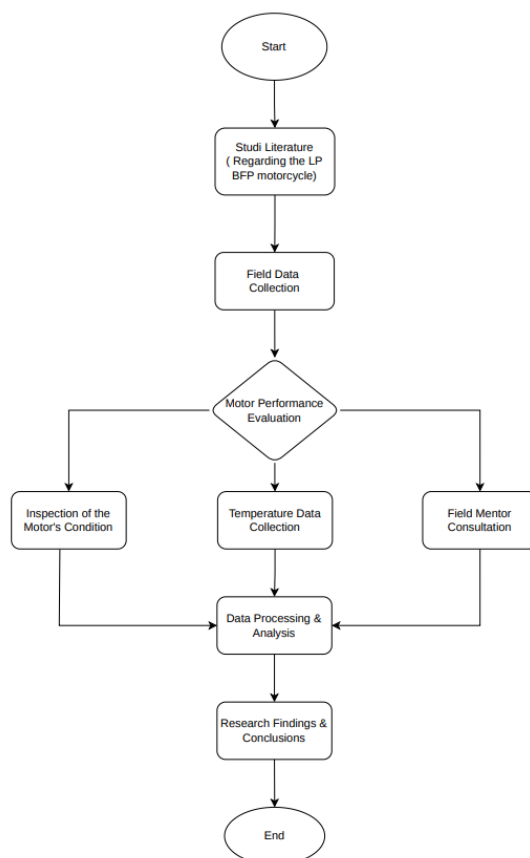 Start
Studi Literature
( Regarding the LP
BFP motorcycle)
Field Data
Collection
Motor Performance
Evaluation
Inspection of the
Motor's Condition
Temperature Data
Collection
Field Mentor
Consultation
Data Processing &
Analysis
Research Findings &
Conclusions
End